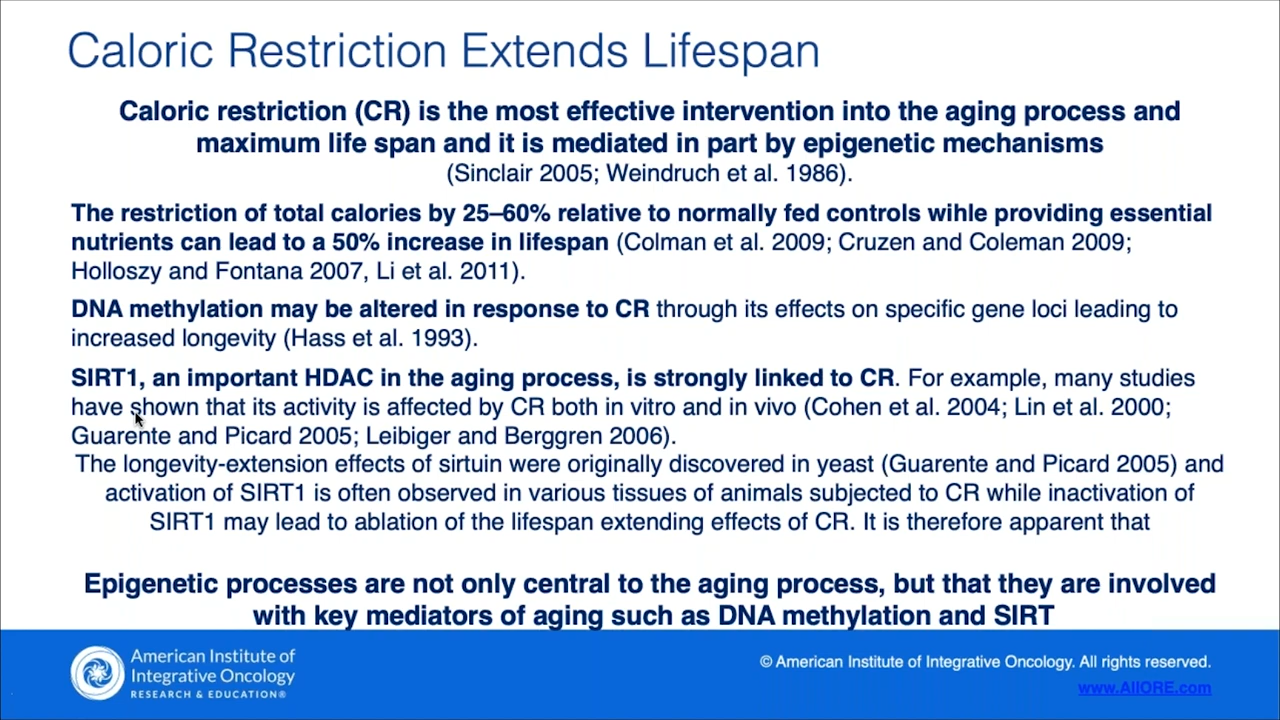 Caloric Restriction Extends Lifespan
Caloric restriction (CR) is the most effective intervention into the aging process and
maximum life span and it is mediated in part by epigenetic mechanisms
(Sinclair 2005; Weindruch et al. 1986).
The restriction of total calories by 25–60% relative to normally fed controls wihle providing essential
nutrients can lead to a 50% increase in lifespan (Colman et al. 2009; Cruzen and Coleman 2009;
Holloszy and Fontana 2007, Li et al. 2011).
DNA methylation may be altered in response to CR through its effects on specific gene loci leading to
increased longevity (Hass et al. 1993).
SIRT1, an important HDAC in the aging process, is strongly linked to CR. For example, many studies
have shown that its activity is affected by CR both in vitro and in vivo (Cohen et al. 2004; Lin et al. 2000;
Guarente and Picard 2005; Leibiger and Berggren 2006).
The longevity-extension effects of sirtuin were originally discovered in yeast (Guarente and Picard 2005) and
activation of SIRT1 is often observed in various tissues of animals subjected to CR while inactivation of
SIRT1 may lead to ablation of the lifespan extending effects of CR. It is therefore apparent that
Epigenetic processes are not only central to the aging process, but that they are involved
with key mediators of aging such as DNA methylation and SIRT
American Institute of
Integrative Oncology
RESEARCH & EDUCATION®
© American Institute of Integrative Oncology. All rights reserved.
www.AIIORE.com